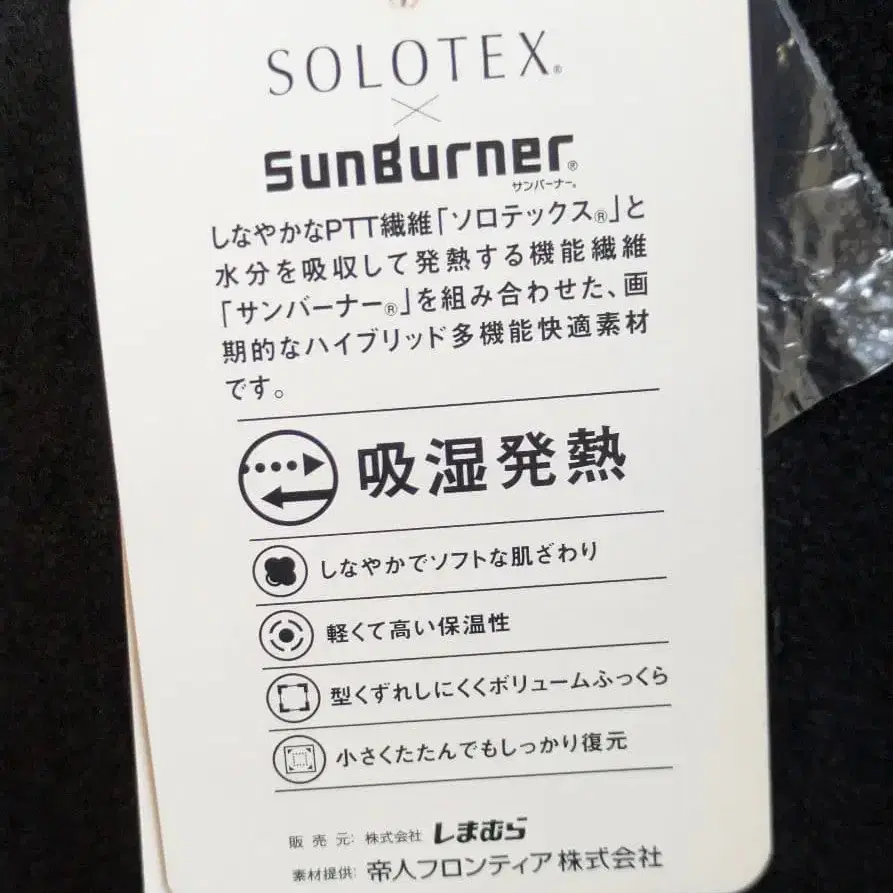 SOLOTEX®
×
SunBurner®
サンバーナー®
しなやかなPTT繊維「ソロテックス®」と
水分を吸収して発熱する機能繊維
「サンバーナー®」を組み合わせた、画
期的なハイブリッド多機能快適素材
です。
吸湿発熱
しなやかでソフトな肌ざわり
軽くて高い保温性
型くずれしにくくボリュームふっくら
小さくたたんでもしっかり復元
販売元: 株式会社 しまむら
素材提供: 帝人フロンティア株式会社